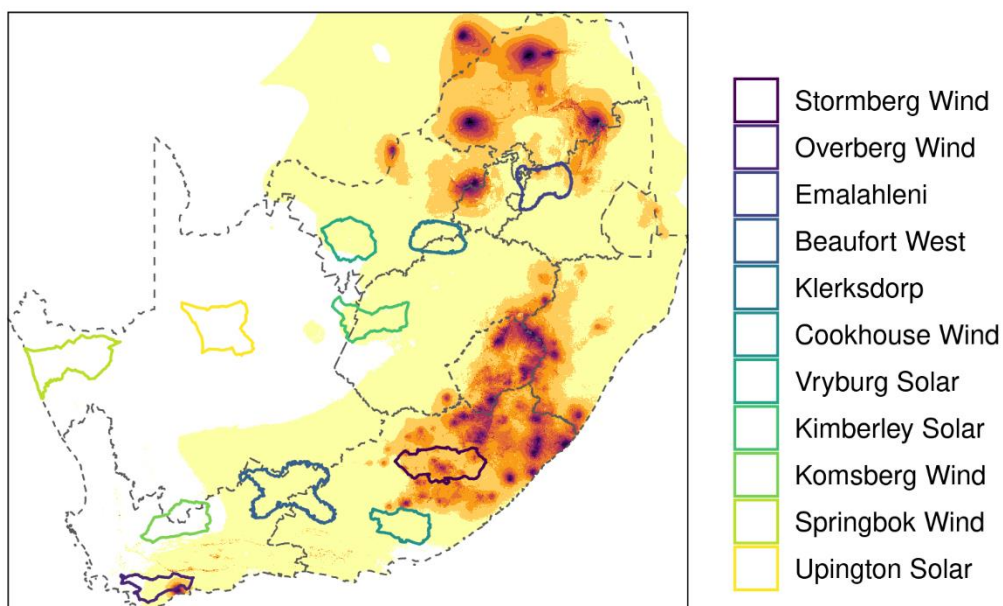 Stormberg Wind
Overberg Wind
Emalahleni
Beaufort West
Klerksdorp
Cookhouse Wind
Vryburg Solar
Kimberley Solar
Komsberg Wind
Springbok Wind
Upington Solar